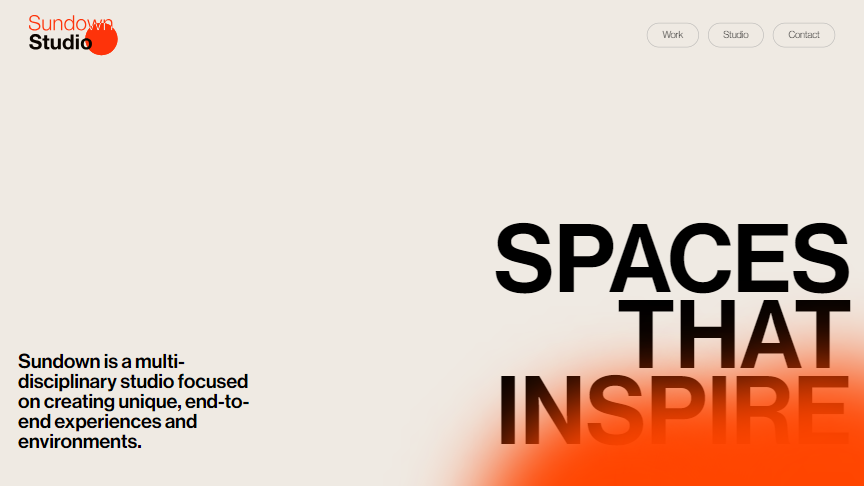 Sundown
Studio
Work
Studio
Contact
SPACES
THAT
INSPIRE
Sundown is a multi-
disciplinary studio focused
on creating unique, end-to-
end experiences and
environments.